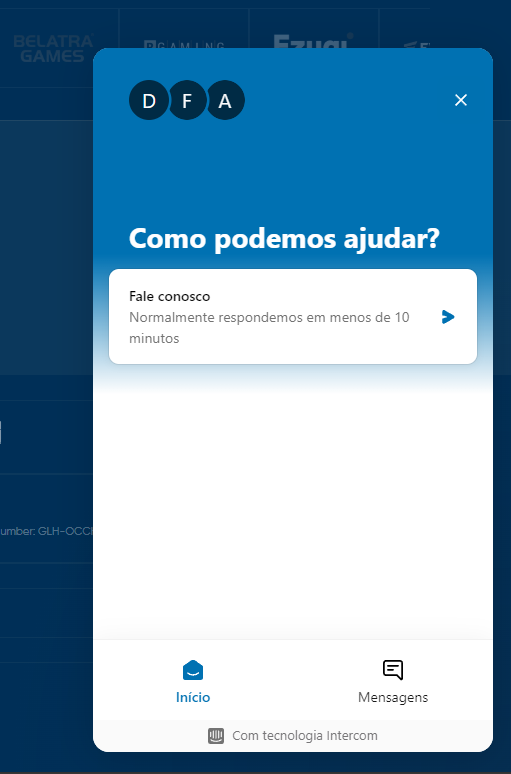 BELATRA
GAMES
BGAMING
Ezugi
D F A
Como podemos ajudar?
Fale conosco
Normalmente respondemos em menos de 10
minutos
umber: GLH-OCCH
Início
Mensagens
Com tecnologia Intercom